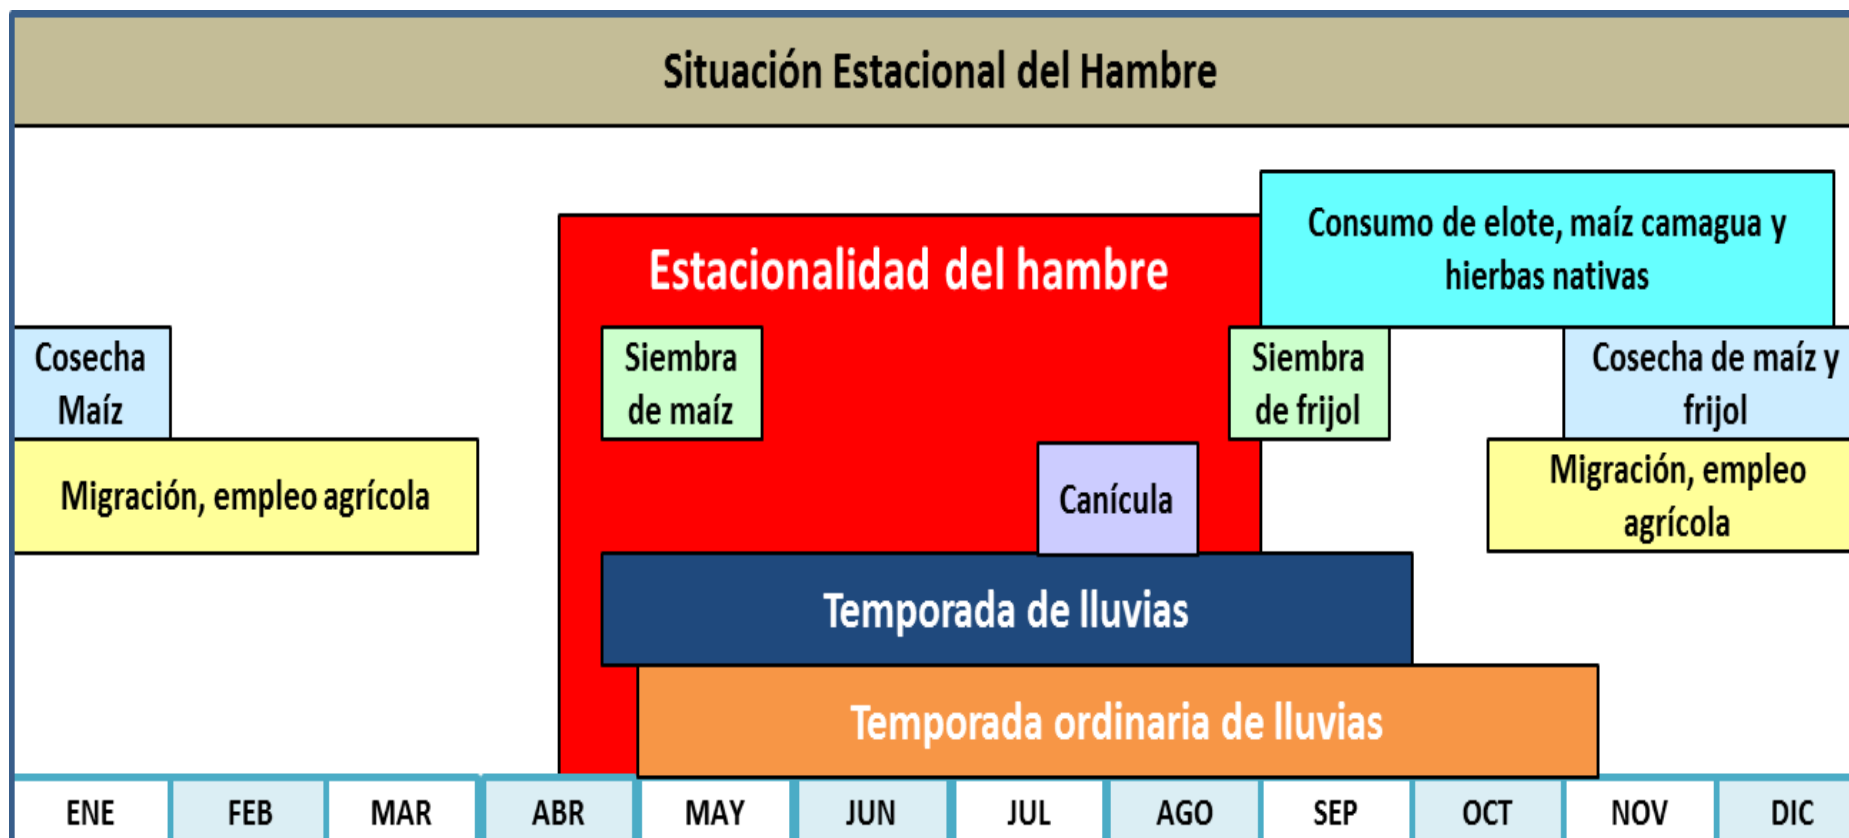 Situación Estacional del Hambre
Consumo de elote, maíz camagua y
hierbas nativas
Estacionalidad del hambre
Cosecha
Maíz
Siembra
de maíz
Siembra
de frijol
Cosecha de maíz y
frijol
Migración, empleo agrícola
Canícula
Migración, empleo
agrícola
Temporada de lluvias
Temporada ordinaria de lluvias
ENE FEB MAR ABR MAY JUN JUL AGO SEP OCT NOV DIC